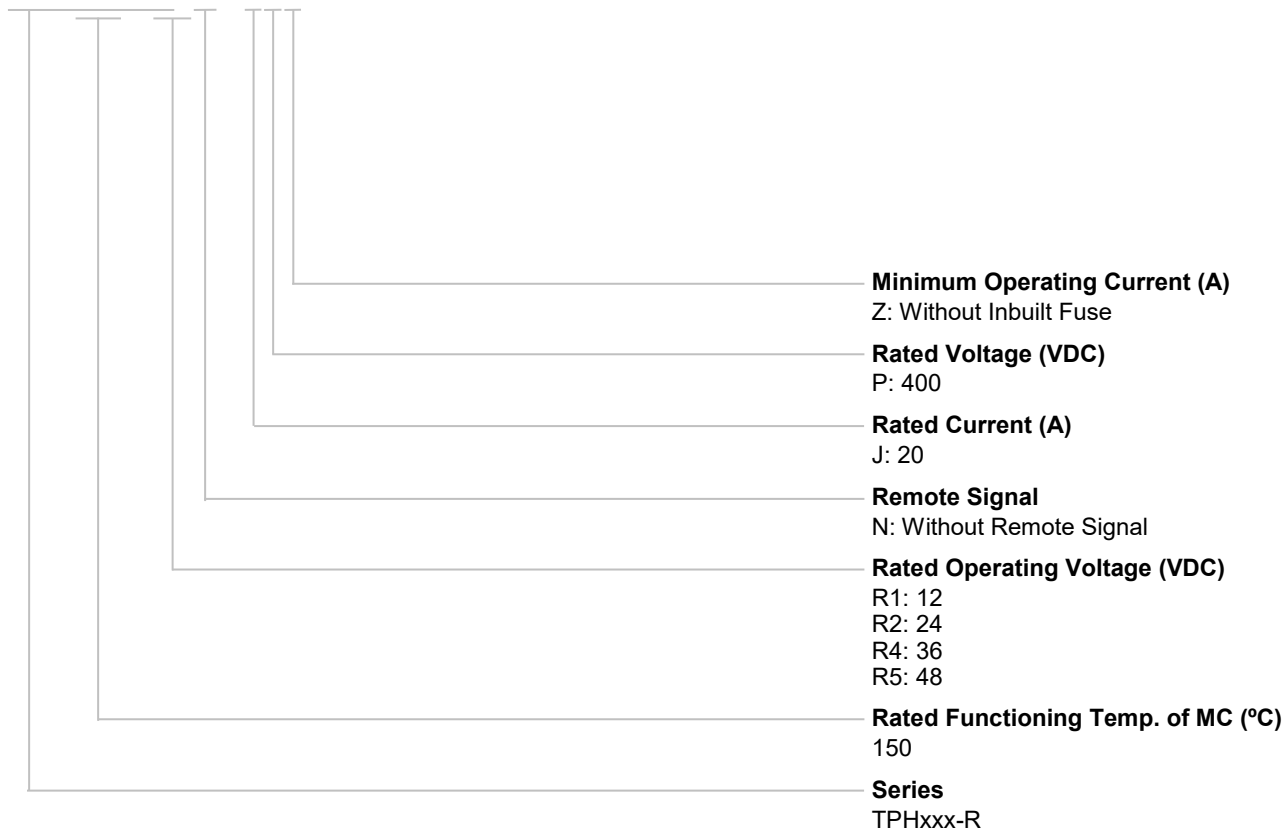 Minimum Operating Current (A)
Z: Without Inbuilt Fuse
Rated Voltage (VDC)
P: 400
Rated Current (A)
J: 20
Remote Signal
N: Without Remote Signal
Rated Operating Voltage (VDC)
R1: 12
R2: 24
R4: 36
R5: 48
Rated Functioning Temp. of MC (ºC)
150
Series
TPHxxx-R